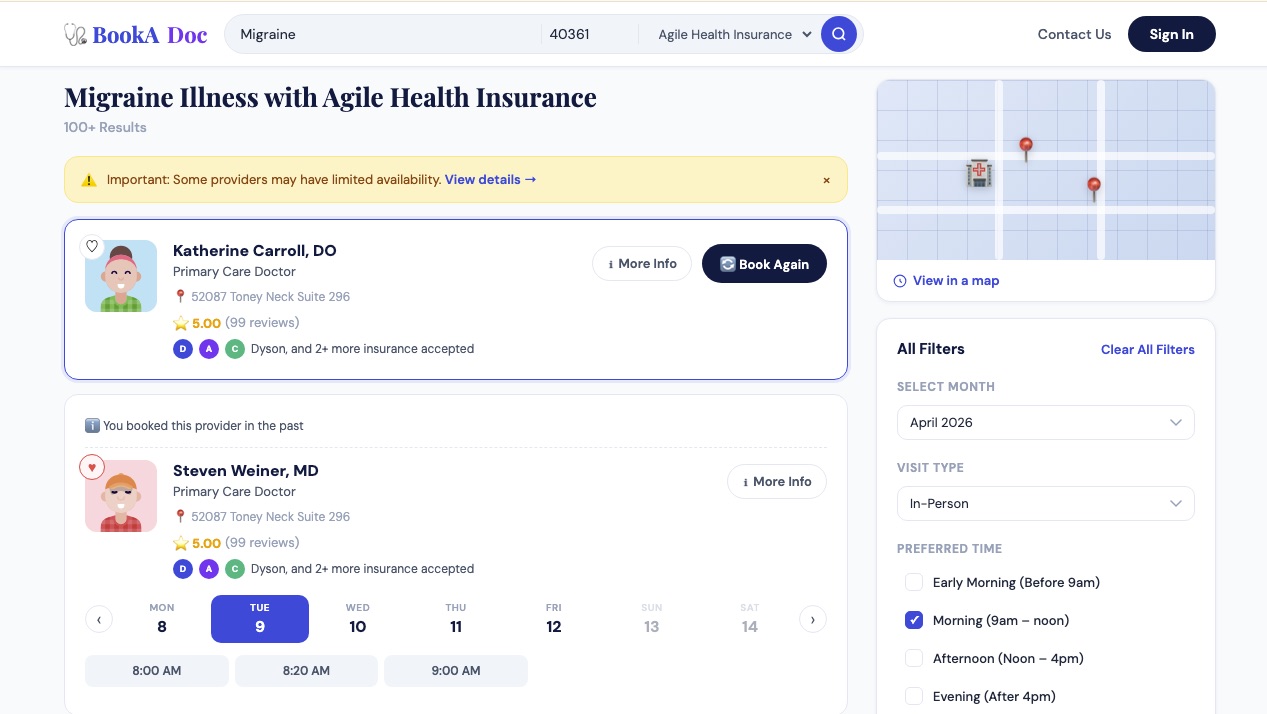 BookA Doc
Migraine
40361
Agile Health Insurance
Contact Us
Sign In
Migraine Illness with Agile Health Insurance
100+ Results
Important: Some providers may have limited availability. View details →
×
Katherine Carroll, DO
Primary Care Doctor
52087 Toney Neck Suite 296
5.00 (99 reviews)
D A C Dyson, and 2+ more insurance accepted
i More Info
Book Again
i You booked this provider in the past
Steven Weiner, MD
Primary Care Doctor
52087 Toney Neck Suite 296
5.00 (99 reviews)
D A C Dyson, and 2+ more insurance accepted
i More Info
‹ MON TUE WED THU FRI SUN SAT ›
8 9 10 11 12 13 14
8:00 AM 8:20 AM 9:00 AM
View in a map
All Filters
Clear All Filters
SELECT MONTH
April 2026
VISIT TYPE
In-Person
PREFERRED TIME
Early Morning (Before 9am)
Morning (9am – noon)
Afternoon (Noon – 4pm)
Evening (After 4pm)